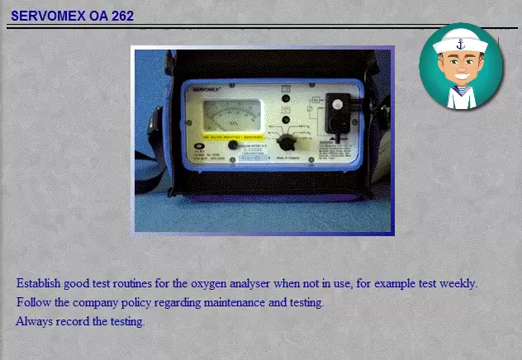 SERVOMEX OA 262
SERVOMEX
Establish good test routines for the oxygen analyser when not in use, for example test weekly.
Follow the company policy regarding maintenance and testing.
Always record the testing.